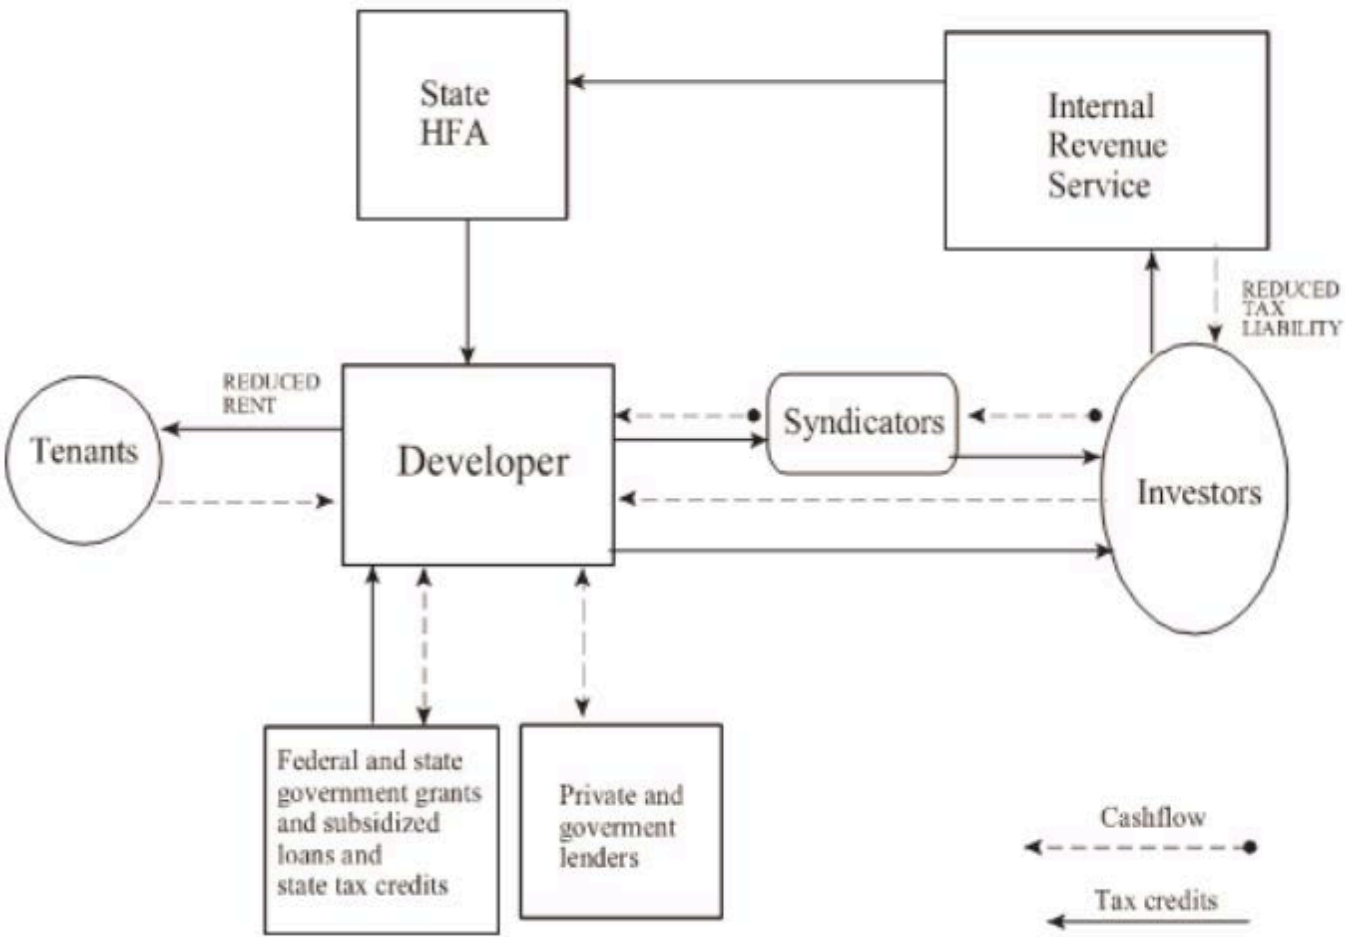 State
HFA
Internal
Revenue
Service
REDUCED
TAX
LIABILITY
REDUCED
RENT
Tenants
Developer
Syndicators
Investors
Federal and state
government grants
and subsidized
loans and
state tax credits
Private and
goverment
lenders
Cashflow
Tax credits